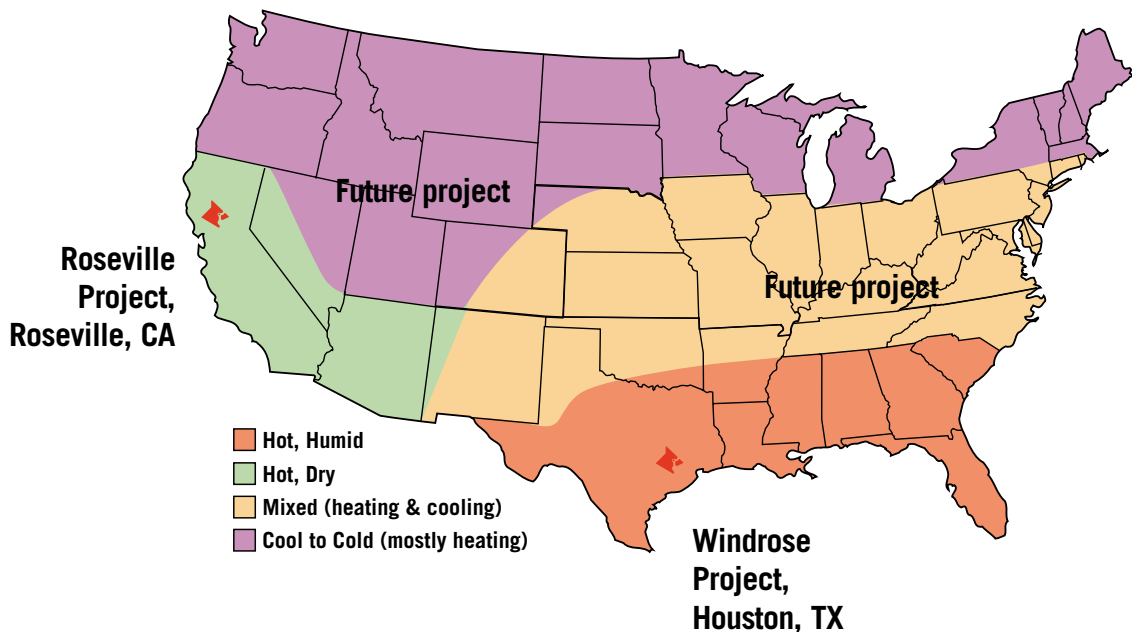 Future project
Roseville
Project,
Roseville, CA
Future project
Hot, Humid
Hot, Dry
Mixed (heating & cooling)
Cool to Cold (mostly heating)
Windrose
Project,
Houston, TX